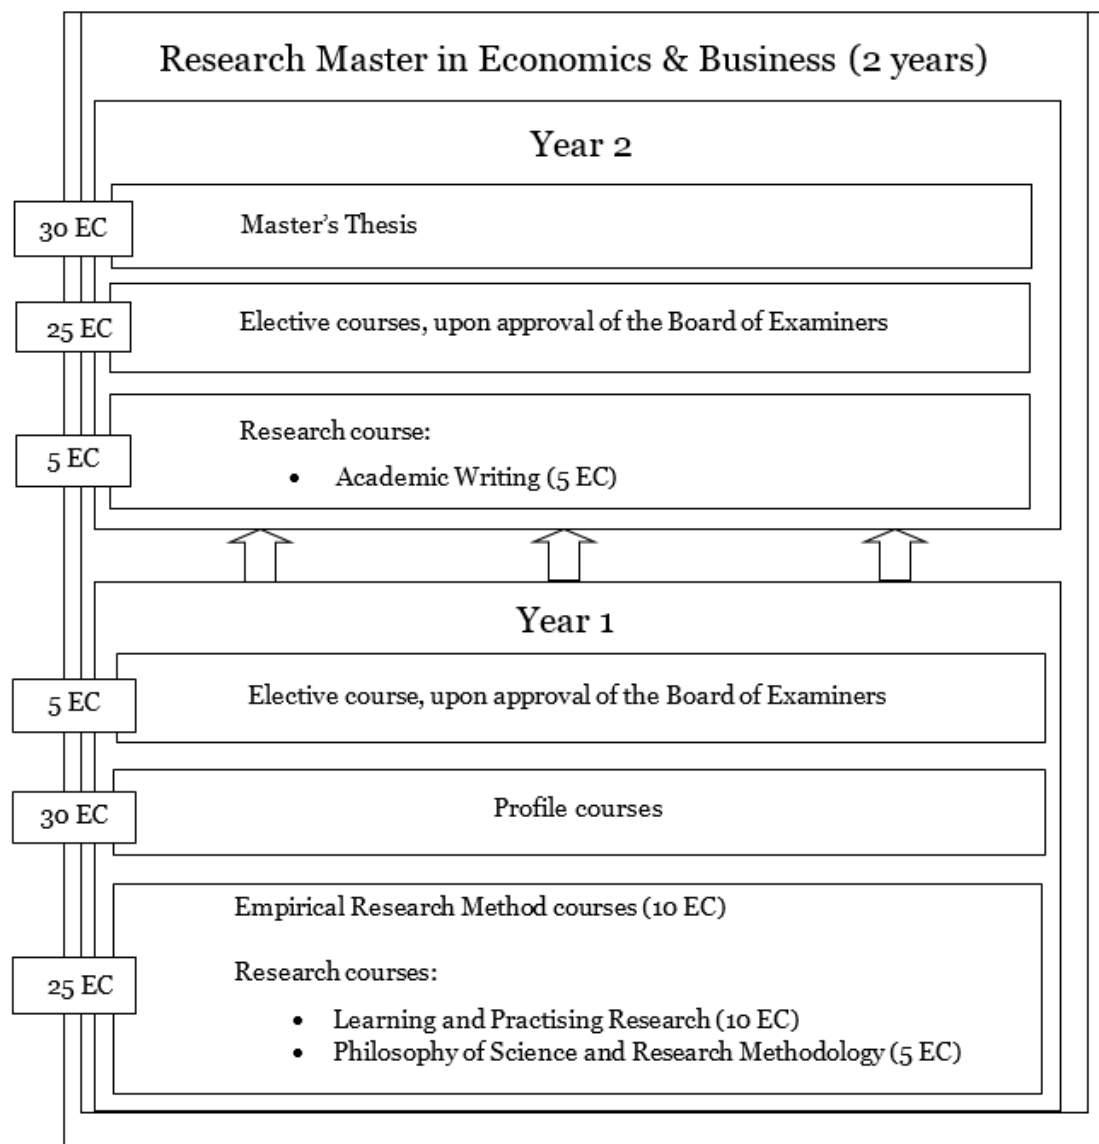 Research Master in Economics & Business (2 years)
Year 2
30 EC
Master’s Thesis
25 EC
Elective courses, upon approval of the Board of Examiners
5 EC
Research course:
• Academic Writing (5 EC)
Year 1
5 EC
Elective course, upon approval of the Board of Examiners
30 EC
Profile courses
25 EC
Empirical Research Method courses (10 EC)
Research courses:
• Learning and Practising Research (10 EC)
• Philosophy of Science and Research Methodology (5 EC)